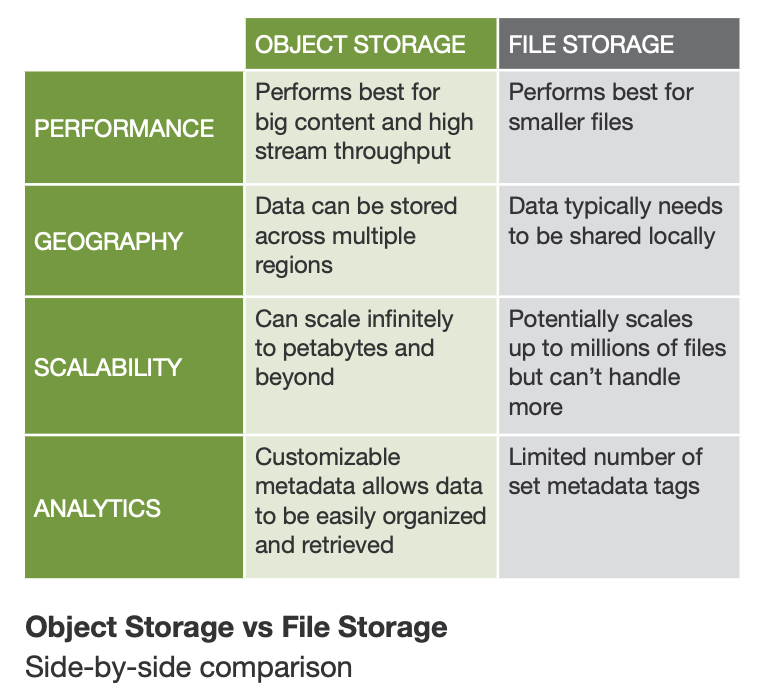 OBJECT STORAGE
FILE STORAGE
PERFORMANCE
Performs best for
big content and high
stream throughput
Performs best for
smaller files
GEOGRAPHY
Data can be stored
across multiple
regions
Data typically needs
to be shared locally
SCALABILITY
Can scale infinitely
to petabytes and
beyond
Potentially scales
up to millions of files
but can’t handle
more
ANALYTICS
Customizable
metadata allows data
to be easily organized
and retrieved
Limited number of
set metadata tags
Object Storage vs File Storage
Side-by-side comparison